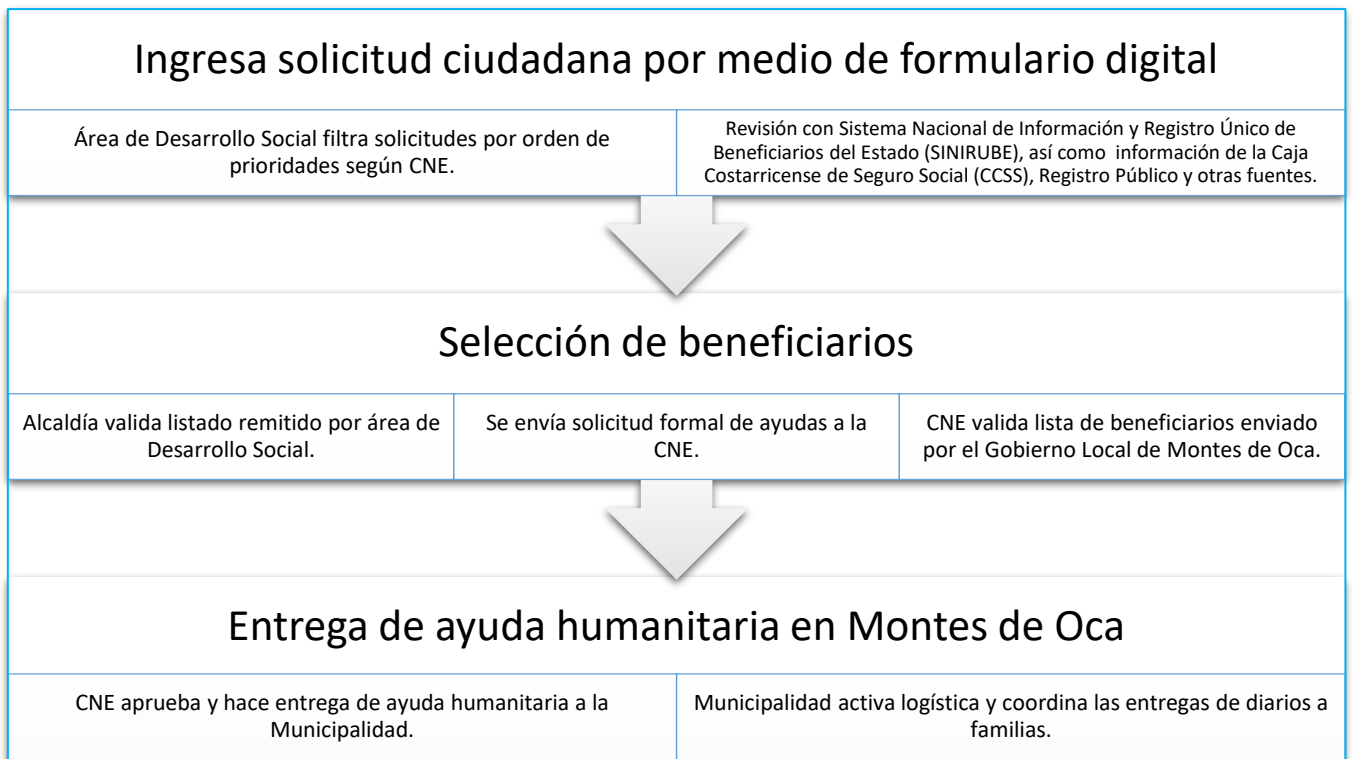 Ingresa solicitud ciudadana por medio de formulario digital
Área de Desarrollo Social filtra solicitudes por orden de
prioridades según CNE.
Revisión con Sistema Nacional de Información y Registro Único de
Beneficiarios del Estado (SINIRUBE), así como información de la Caja
Costarricense de Seguro Social (CCSS), Registro Público y otras fuentes.
Selección de beneficiarios
Alcaldía valida listado remitido por área de
Desarrollo Social.
Se envía solicitud formal de ayudas a la
CNE.
CNE valida lista de beneficiarios enviado
por el Gobierno Local de Montes de Oca.
Entrega de ayuda humanitaria en Montes de Oca
CNE aprueba y hace entrega de ayuda humanitaria a la
Municipalidad.
Municipalidad activa logística y coordina las entregas de diarios a
familias.